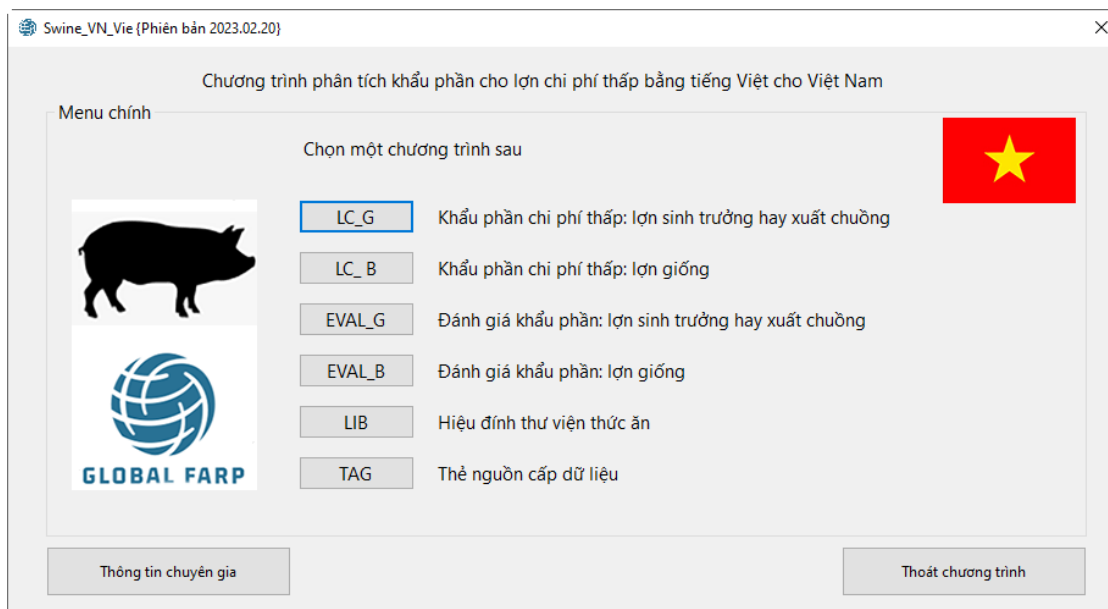 Swine_VN_Vie {Phiên bản 2023.02.20}
Chương trình phân tích khẩu phần cho lợn chi phí thấp bằng tiếng Việt cho Việt Nam
Menu chính
Chọn một chương trình sau
LC_G Khẩu phần chi phí thấp: lợn sinh trưởng hay xuất chuồng
LC_ B Khẩu phần chi phí thấp: lợn giống
EVAL_G Đánh giá khẩu phần: lợn sinh trưởng hay xuất chuồng
EVAL_B Đánh giá khẩu phần: lợn giống
LIB Hiệu đính thư viện thức ăn
TAG Thẻ nguồn cấp dữ liệu
GLOBAL FARP
Thông tin chuyên gia Thoát chương trình